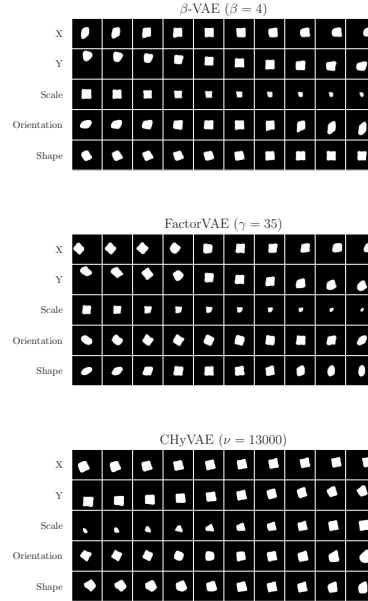 β-VAE (β = 4)
X
Y
Scale
Orientation
Shape
FactorVAE (γ = 35)
X
Y
Scale
Orientation
Shape
CHyVAE (ν = 13000)
X
Y
Scale
Orientation
Shape